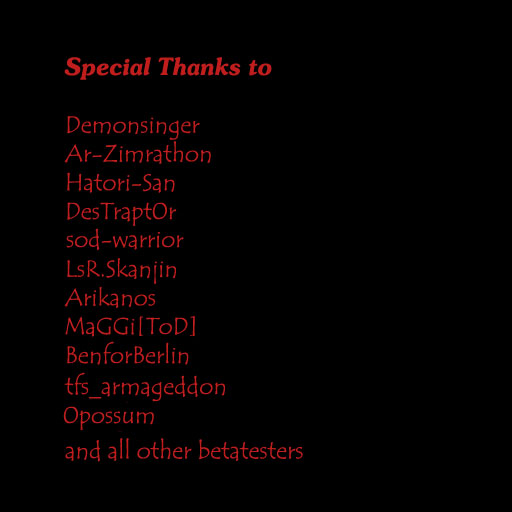 Special Thanks to
Demonsinger
Ar-Zimrathon
Hatori-San
DesTrapt0r
sod-warrior
LsR.Skanjin
Arikanos
MaGGi[ToD]
BenforBerlin
tfs_armageddon
Opossum
and all other betatesters